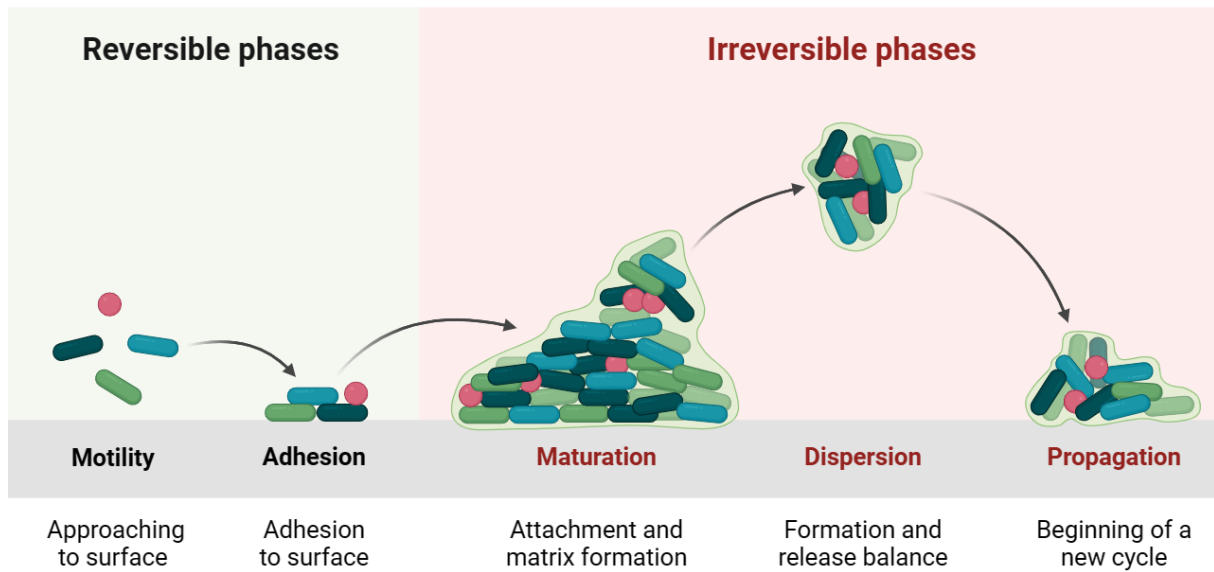 Reversible phases
Irreversible phases
Motility
Adhesion
Maturation
Dispersion
Propagation
Approaching
to surface
Adhesion
to surface
Attachment and
matrix formation
Formation and
release balance
Beginning of a
new cycle